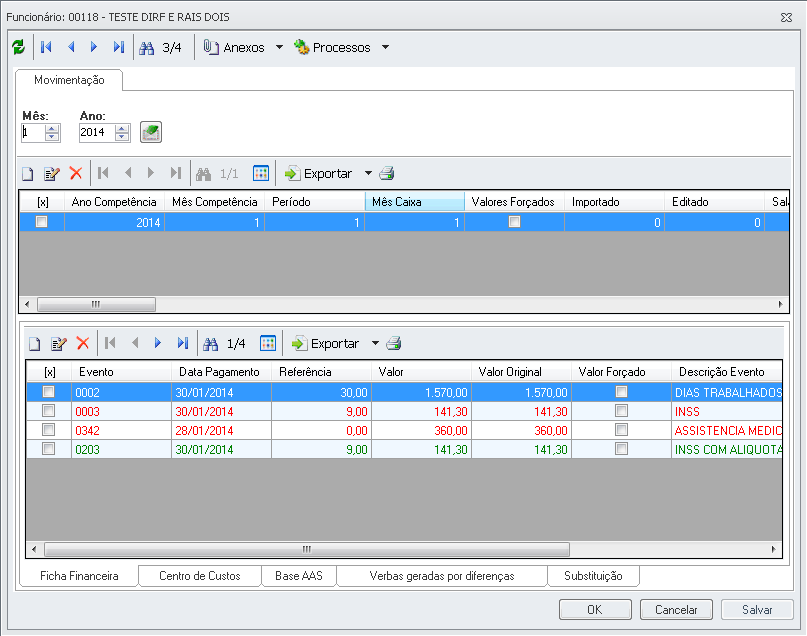 Funcionário: 00118 - TESTE DIRF E RAIS DOIS
3/4 Anexos Processos
Movimentação
Mês: Ano:
1 2014
1/1 Exportar
[x] Ano Competência Mês Competência Período Mês Caixa Valores Forçados Importado Editado Sal
2014 1 1 1 0 0
1/4 Exportar
[x] Evento Data Pagamento Referência Valor Valor Original Valor Forçado Descrição Evento
0002 30/01/2014 30,00 1.570,00 1.570,00 DIAS TRABALHADOS
0003 30/01/2014 9,00 141,30 141,30 INSS
0342 28/01/2014 0,00 360,00 360,00 ASSISTENCIA MEDIC
0203 30/01/2014 9,00 141,30 141,30 INSS COM ALIQUOTA
Ficha Financeira Centro de Custos Base AAS Verbas geradas por diferenças Substituição
OK Cancelar Salvar